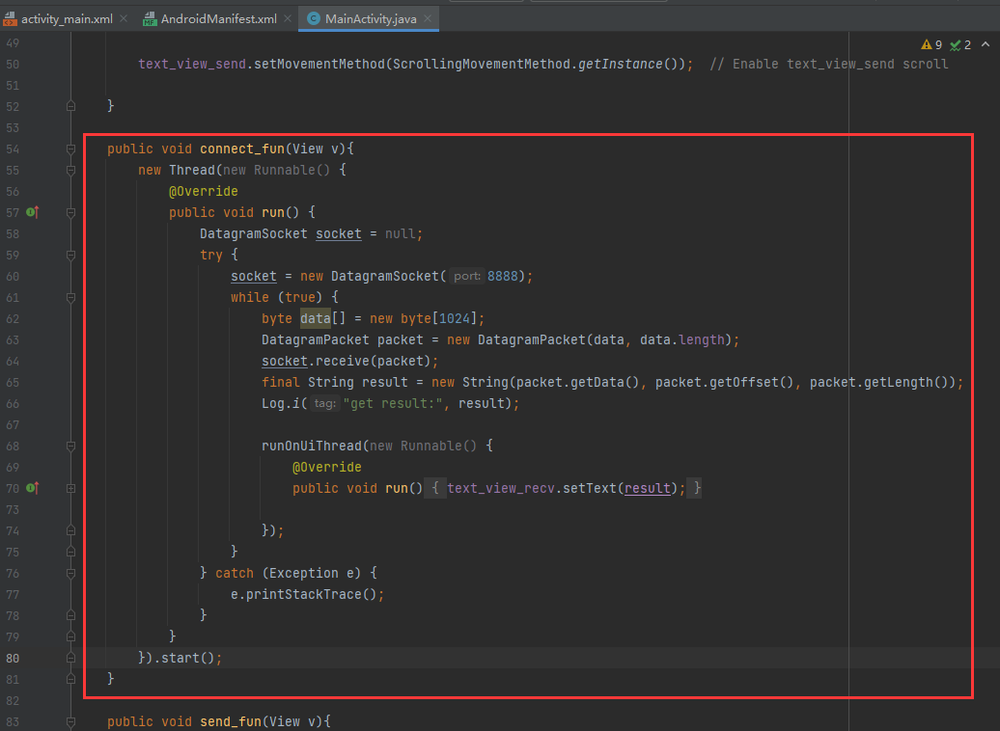 activity_main.xml × AndroidManifest.xml × MainActivity.java ×
49 9 2
50 text_view_send.setMovementMethod(ScrollingMovementMethod.getInstance()); // Enable text_view_send scroll
51
52 }
53
54 public void connect_fun(View v){
55 new Thread(new Runnable() {
56 @Override
57 public void run() {
58 DatagramSocket socket = null;
59 try {
60 socket = new DatagramSocket( port: 8888);
61 while (true) {
62 byte data[] = new byte[1024];
63 DatagramPacket packet = new DatagramPacket(data, data.length);
64 socket.receive(packet);
65 final String result = new String(packet.getData(), packet.getOffset(), packet.getLength());
66 Log.i( tag: "get result:", result);
67
68 runOnUiThread(new Runnable() {
69 @Override
70 public void run() { text_view_recv.setText(result); }
73
74 });
75 }
76 } catch (Exception e) {
77 e.printStackTrace();
78 }
79 }
80 }).start();
81 }
82
83 public void send_fun(View v){